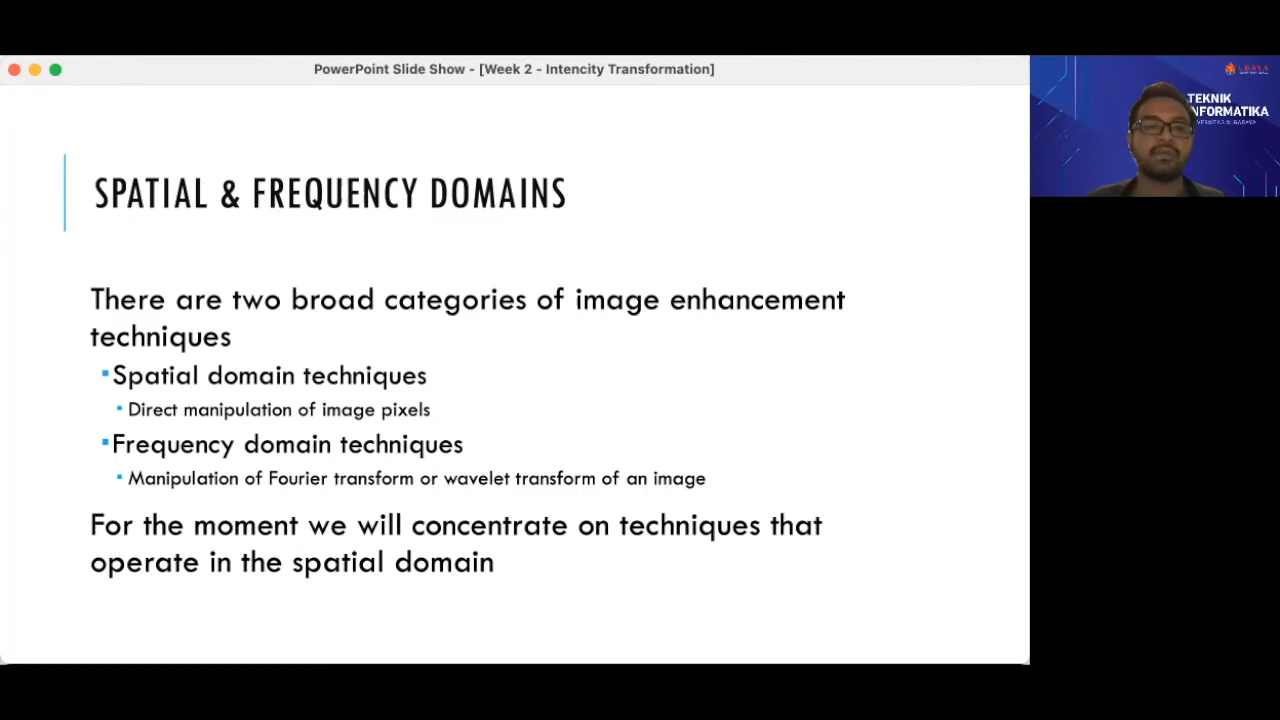 PowerPoint Slide Show - [Week 2 - Intencity Transformation]
TEKNIK
INFORMATIKA
SPATIAL & FREQUENCY DOMAINS
There are two broad categories of image enhancement
techniques
▪Spatial domain techniques
▪Direct manipulation of image pixels
▪Frequency domain techniques
▪Manipulation of Fourier transform or wavelet transform of an image
For the moment we will concentrate on techniques that
operate in the spatial domain